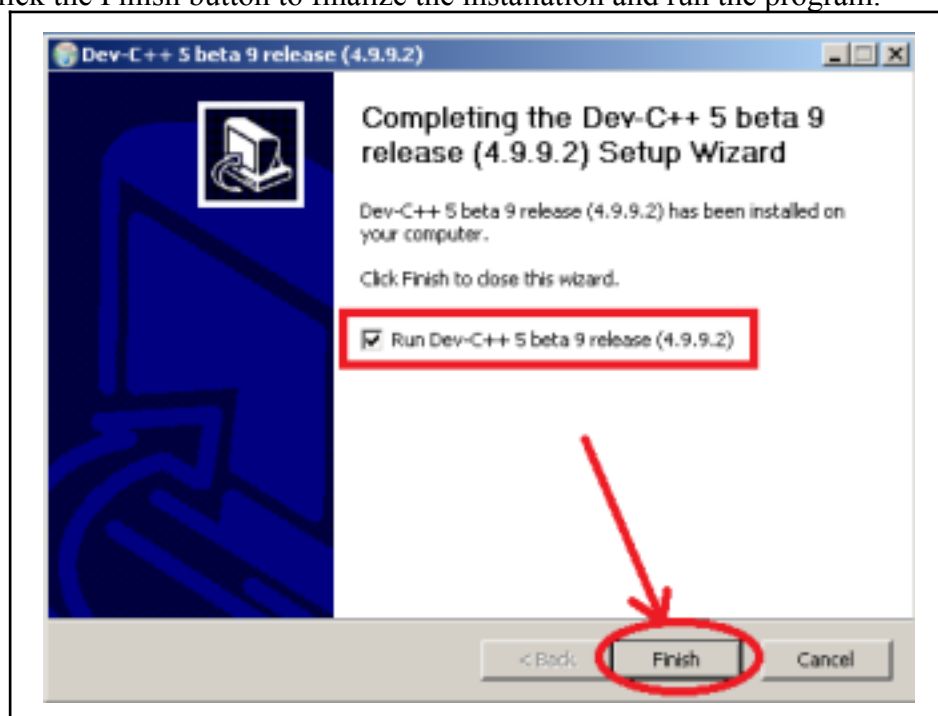 ick the Finish button to finalize the installation and run the program.
Dev-C++ 5 beta 9 release (4.9.9.2)
Completing the Dev-C++ 5 beta 9
release (4.9.9.2) Setup Wizard
Dev-C++ 5 beta 9 release (4.9.9.2) has been installed on
your computer.
Click Finish to close this wizard.
Run Dev-C++ 5 beta 9 release (4.9.9.2)
< Back
Finish
Cancel